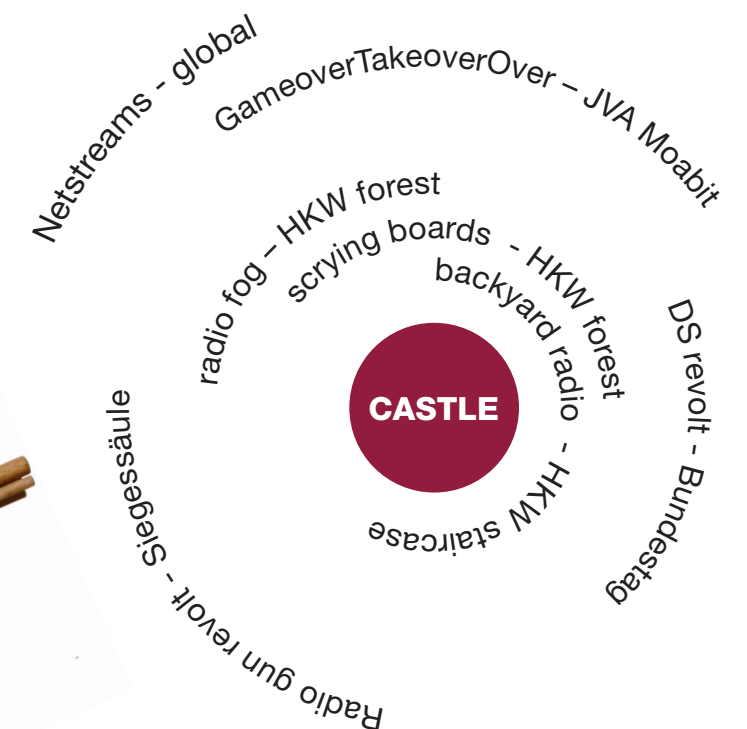 Netstreams - global
GameoverTakeoverOver – JVA Moabit
radio fog – HKW forest
scrying boards - HKW forest
backyard radio - HKW staircase
CASTLE
DS revolt - Bundestag
Radio gun revolt - Siegessäule